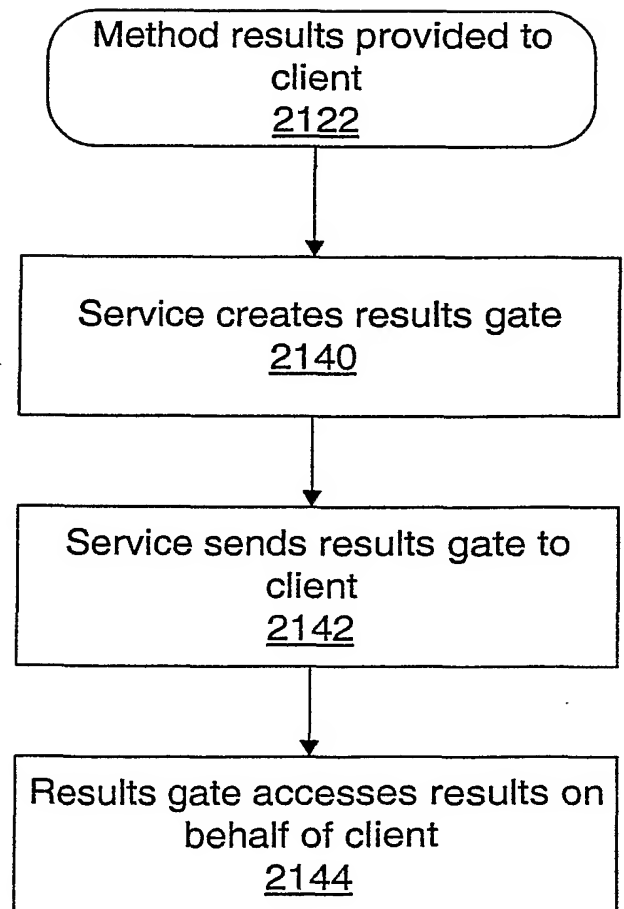 Method results provided to
client
2122
Service creates results gate
2140
Service sends results gate to
client
2142
Results gate accesses results on
behalf of client
2144